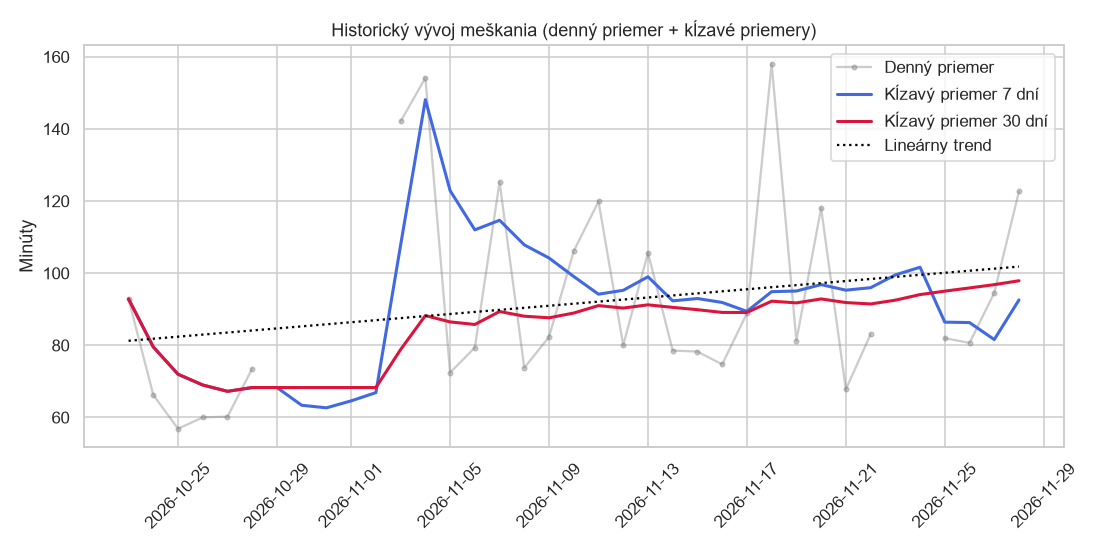 Historický vývoj meškania (denný priemer + kĺzavé priemery)
Minúty
160
140
120
100
80
60
Denný priemer
Kĺzavý priemer 7 dní
Kĺzavý priemer 30 dní
Lineárny trend
2026-10-25
2026-10-29
2026-11-01
2026-11-05
2026-11-09
2026-11-13
2026-11-17
2026-11-21
2026-11-25
2026-11-29